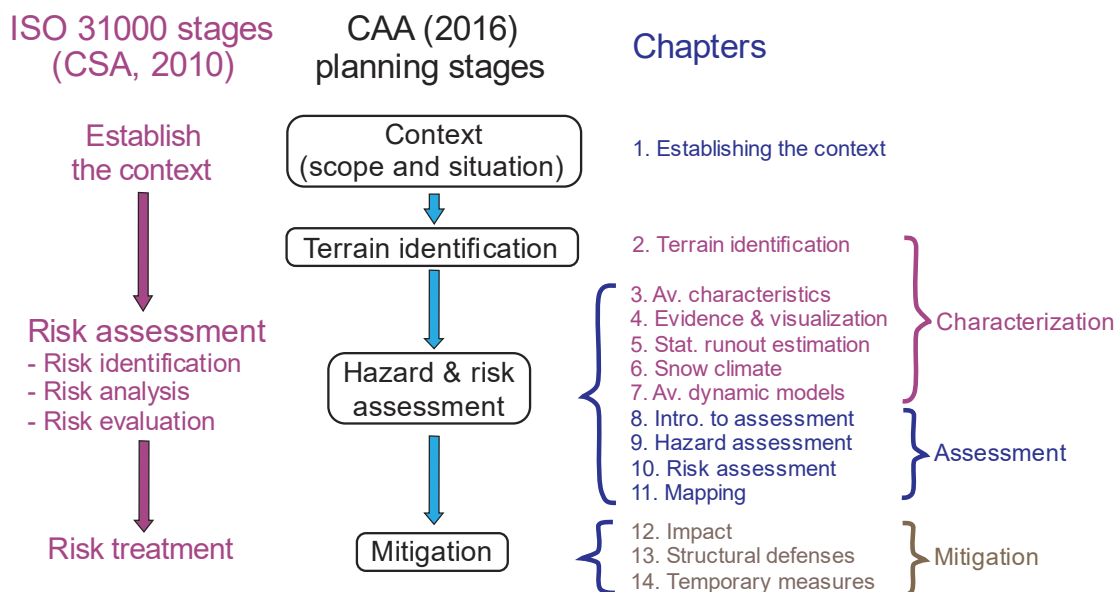 ISO 31000 stages
(CSA, 2010)
Establish
the context
Risk assessment
- Risk identification
- Risk analysis
- Risk evaluation
Risk treatment
CAA (2016)
planning stages
Context
(scope and situation)
Terrain identification
Hazard & risk
assessment
Mitigation
Chapters
1. Establishing the context
2. Terrain identification
3. Av. characteristics
4. Evidence & visualization
5. Stat. runout estimation
6. Snow climate
7. Av. dynamic models
8. Intro. to assessment
9. Hazard assessment
10. Risk assessment
11. Mapping
12. Impact
13. Structural defenses
14. Temporary measures
Characterization
Assessment
Mitigation